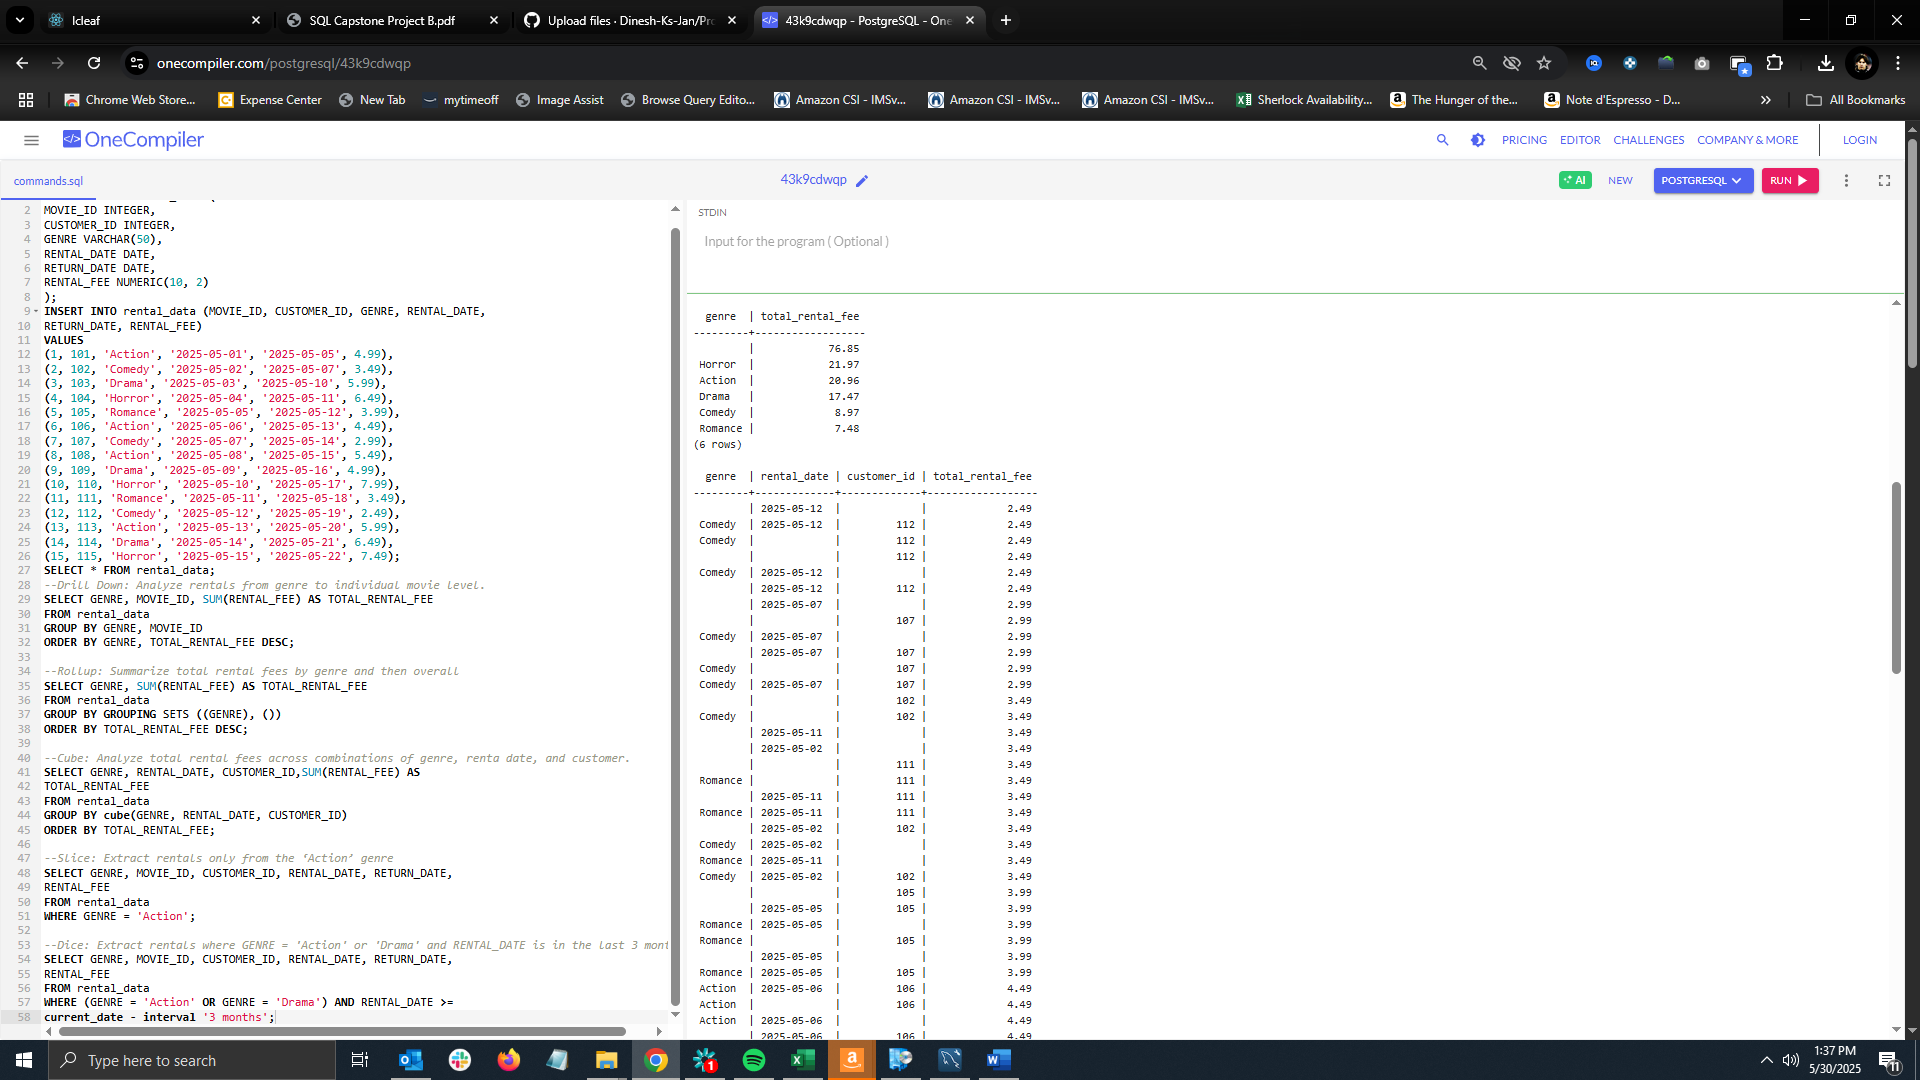 lcleaf
SQL Capstone Project B.pdf
Upload files · Dinesh-Ks-Jan/Pr
43k9cdwqp - PostgreSQL - One
onecompiler.com/postgresql/43k9cdwqp
Chrome Web Store...
Expense Center
New Tab
mytimeoff
Image Assist
Browse Query Edito...
Amazon CSI - IMSv...
Amazon CSI - IMSv...
Amazon CSI - IMSv...
Sherlock Availability...
The Hunger of the...
Note d'Espresso - D...
All Bookmarks
OneCompiler
PRICING
EDITOR
CHALLENGES
COMPANY & MORE
LOGIN
commands.sql
43k9cdwqp
AI
NEW
POSTGRESQL
RUN
2 MOVIE_ID INTEGER,
3 CUSTOMER_ID INTEGER,
4 GENRE VARCHAR(50),
5 RENTAL_DATE DATE,
6 RETURN_DATE DATE,
7 RENTAL_FEE NUMERIC(10, 2)
8 );
9 INSERT INTO rental_data (MOVIE_ID, CUSTOMER_ID, GENRE, RENTAL_DATE,
10 RETURN_DATE, RENTAL_FEE)
11 VALUES
12 (1, 101, 'Action', '2025-05-01', '2025-05-05', 4.99),
13 (2, 102, 'Comedy', '2025-05-02', '2025-05-07', 3.49),
14 (3, 103, 'Drama', '2025-05-03', '2025-05-10', 5.99),
15 (4, 104, 'Horror', '2025-05-04', '2025-05-11', 6.49),
16 (5, 105, 'Romance', '2025-05-05', '2025-05-12', 3.99),
17 (6, 106, 'Action', '2025-05-06', '2025-05-13', 4.49),
18 (7, 107, 'Comedy', '2025-05-07', '2025-05-14', 2.99),
19 (8, 108, 'Action', '2025-05-08', '2025-05-15', 5.49),
20 (9, 109, 'Drama', '2025-05-09', '2025-05-16', 4.99),
21 (10, 110, 'Horror', '2025-05-10', '2025-05-17', 7.99),
22 (11, 111, 'Romance', '2025-05-11', '2025-05-18', 3.49),
23 (12, 112, 'Comedy', '2025-05-12', '2025-05-19', 2.49),
24 (13, 113, 'Action', '2025-05-13', '2025-05-20', 5.99),
25 (14, 114, 'Drama', '2025-05-14', '2025-05-21', 6.49),
26 (15, 115, 'Horror', '2025-05-15', '2025-05-22', 7.49);
27 SELECT * FROM rental_data;
28 --Drill Down: Analyze rentals from genre to individual movie level.
29 SELECT GENRE, MOVIE_ID, SUM(RENTAL_FEE) AS TOTAL_RENTAL_FEE
30 FROM rental_data
31 GROUP BY GENRE, MOVIE_ID
32 ORDER BY GENRE, TOTAL_RENTAL_FEE DESC;
33
34 --Rollup: Summarize total rental fees by genre and then overall
35 SELECT GENRE, SUM(RENTAL_FEE) AS TOTAL_RENTAL_FEE
36 FROM rental_data
37 GROUP BY GROUPING SETS ((GENRE), ())
38 ORDER BY TOTAL_RENTAL_FEE DESC;
39
40 --Cube: Analyze total rental fees across combinations of genre, renta date, and customer.
41 SELECT GENRE, RENTAL_DATE, CUSTOMER_ID,SUM(RENTAL_FEE) AS
42 TOTAL_RENTAL_FEE
43 FROM rental_data
44 GROUP BY cube(GENRE, RENTAL_DATE, CUSTOMER_ID)
45 ORDER BY TOTAL_RENTAL_FEE;
46
47 --Slice: Extract rentals only from the ‘Action’ genre
48 SELECT GENRE, MOVIE_ID, CUSTOMER_ID, RENTAL_DATE, RETURN_DATE,
49 RENTAL_FEE
50 FROM rental_data
51 WHERE GENRE = 'Action';
52
53 --Dice: Extract rentals where GENRE = 'Action' or 'Drama' and RENTAL_DATE is in the last 3 mont
54 SELECT GENRE, MOVIE_ID, CUSTOMER_ID, RENTAL_DATE, RETURN_DATE,
55 RENTAL_FEE
56 FROM rental_data
57 WHERE (GENRE = 'Action' OR GENRE = 'Drama') AND RENTAL_DATE >=
58 current_date - interval '3 months';
STDIN
Input for the program ( Optional )
genre | total_rental_fee
---------+------------------
| 76.85
Horror | 21.97
Action | 20.96
Drama | 17.47
Comedy | 8.97
Romance | 7.48
(6 rows)
genre | rental_date | customer_id | total_rental_fee
---------+-------------+-------------+------------------
| 2025-05-12 | | 2.49
Comedy | 2025-05-12 | 112 | 2.49
Comedy | | 112 | 2.49
| | 112 | 2.49
Comedy | 2025-05-12 | | 2.49
| 2025-05-12 | 112 | 2.49
| 2025-05-07 | | 2.99
| | 107 | 2.99
Comedy | 2025-05-07 | | 2.99
| 2025-05-07 | 107 | 2.99
Comedy | | 107 | 2.99
Comedy | 2025-05-07 | 107 | 2.99
| | 102 | 3.49
Comedy | | 102 | 3.49
| 2025-05-11 | | 3.49
| 2025-05-02 | | 3.49
| | 111 | 3.49
Romance | | 111 | 3.49
| 2025-05-11 | 111 | 3.49
Romance | 2025-05-11 | 111 | 3.49
| 2025-05-02 | 102 | 3.49
Comedy | 2025-05-02 | | 3.49
Romance | 2025-05-11 | | 3.49
Comedy | 2025-05-02 | 102 | 3.49
| | 105 | 3.99
| 2025-05-05 | 105 | 3.99
Romance | 2025-05-05 | | 3.99
Romance | | 105 | 3.99
| 2025-05-05 | | 3.99
Romance | 2025-05-05 | 105 | 3.99
Action | 2025-05-06 | 106 | 4.49
Action | | 106 | 4.49
Action | 2025-05-06 | | 4.49
| 2025-05-06 | 106 | 4.49
Type here to search
1
1:37 PM
5/30/2025
11